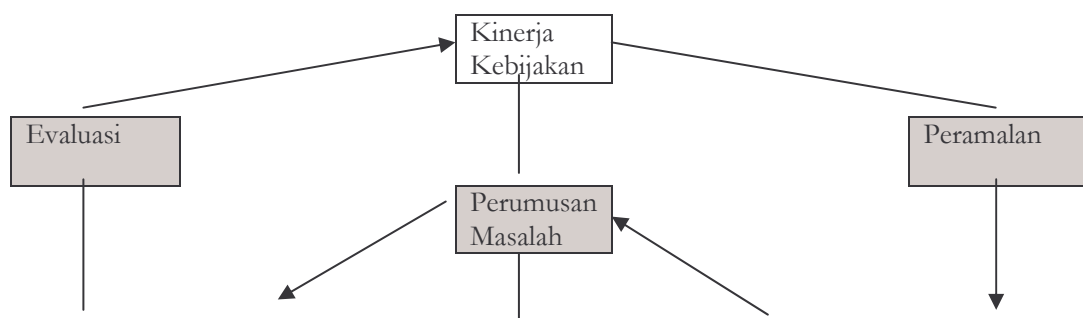 Kinerja
Kebijakan
Evaluasi
Peramalan
Perumusan
Masalah